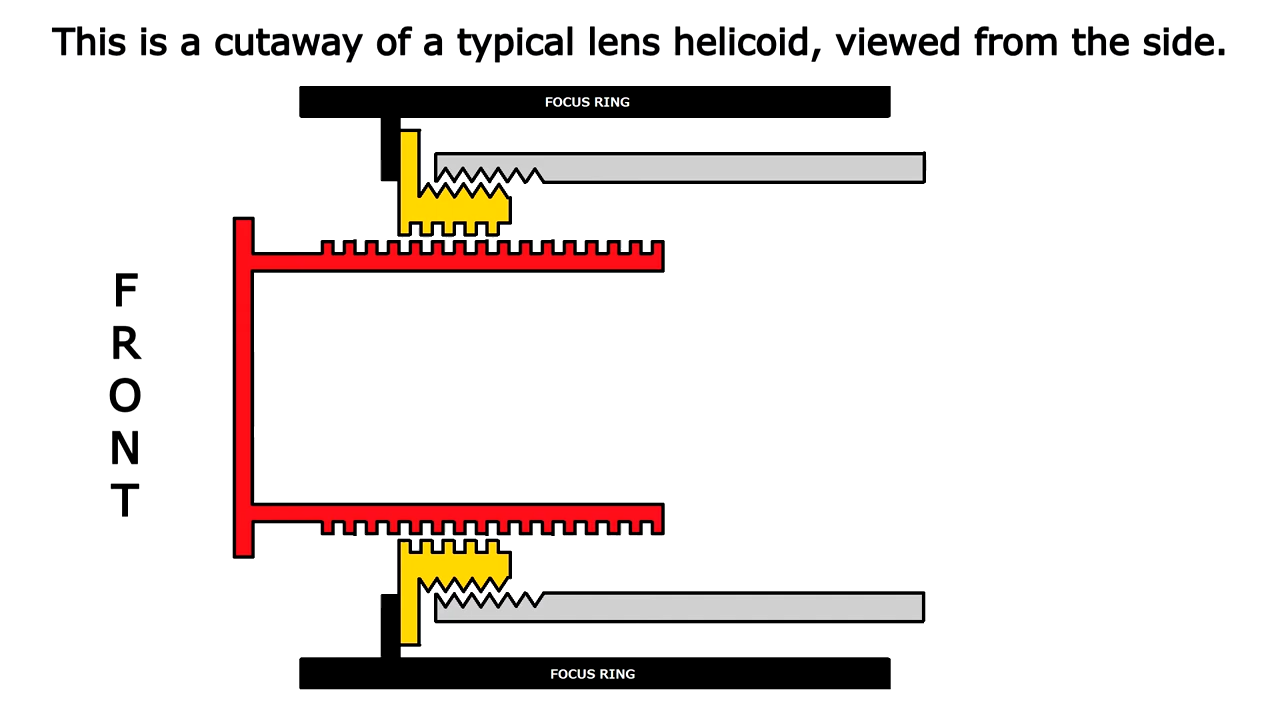 This is a cutaway of a typical lens helicoid, viewed from the side.
FOCUS RING
F
R
O
N
T
FOCUS RING